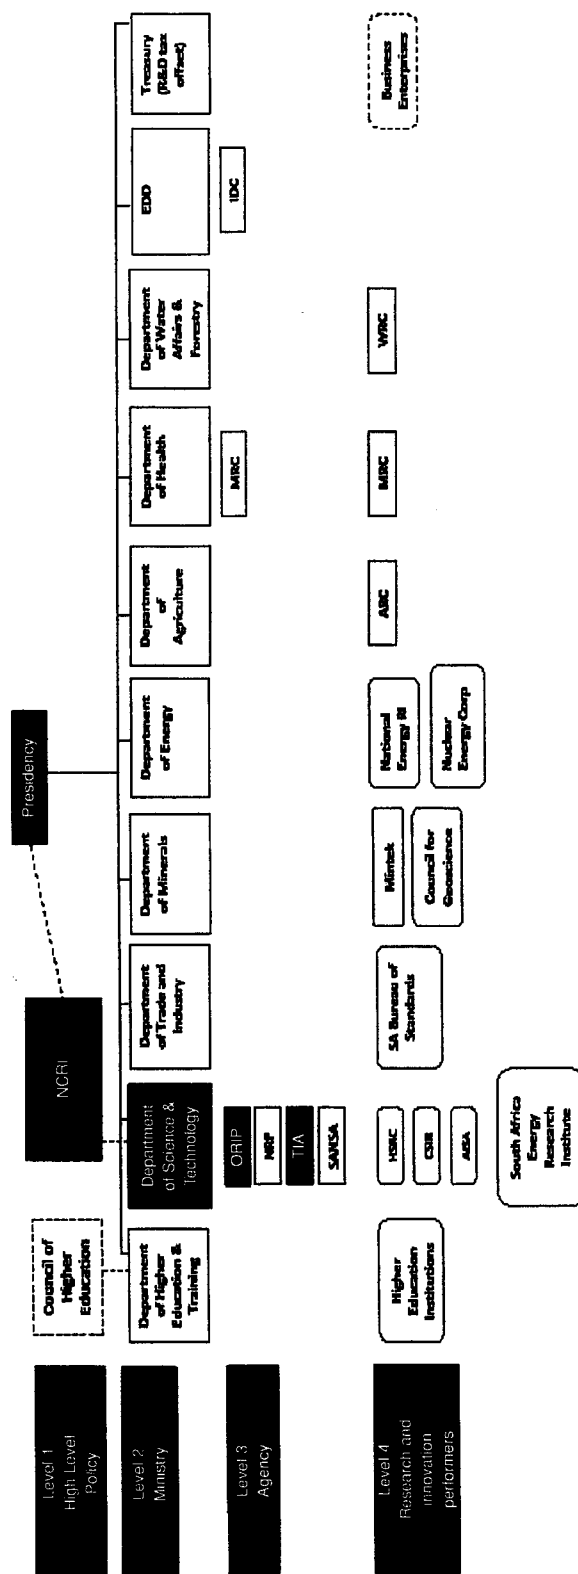 Presidency
Level 1
High Level
Policy
Council of
Higher
Education
NCRI
Level 2
Ministry
Department
of Higher
Education &
Training
Department
of Science &
Technology
Department
of Trade and
Industry
Department
of Minerals
Department
of Energy
Department
of
Agriculture
Department
of Health
Department
of Water
Affairs &
Forestry
EDD
Treasury
(R&D tax
offset)
Level 3
Agency
ORIP
NRF
TIA
SANSA
MRC
IDC
Level 4
Research and
innovation
performers
Higher
Education
Institutions
HSRC
CSIR
AISA
South Africa
Energy
Research
Institute
SA Bureau of
Standards
Mintek
Council for
Geoscience
National
Energy RI
Nuclear
Energy Corp
ARC
MRC
WRC
Business
Enterprises